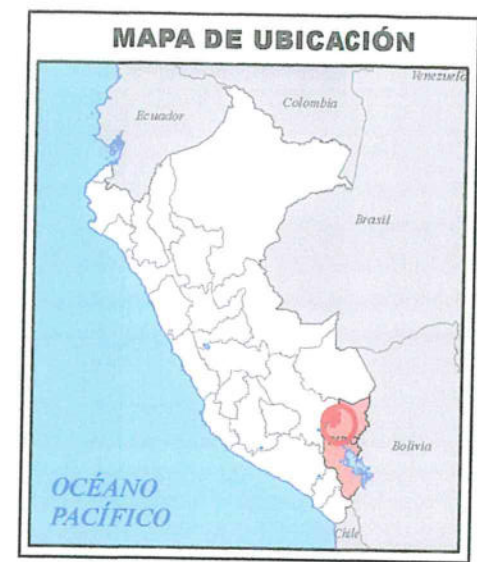 MAPA DE UBICACIÓN
Venezuela
Colombia
Ecuador
Brasil
Bolivia
OCÉANO
PACÍFICO
Chile